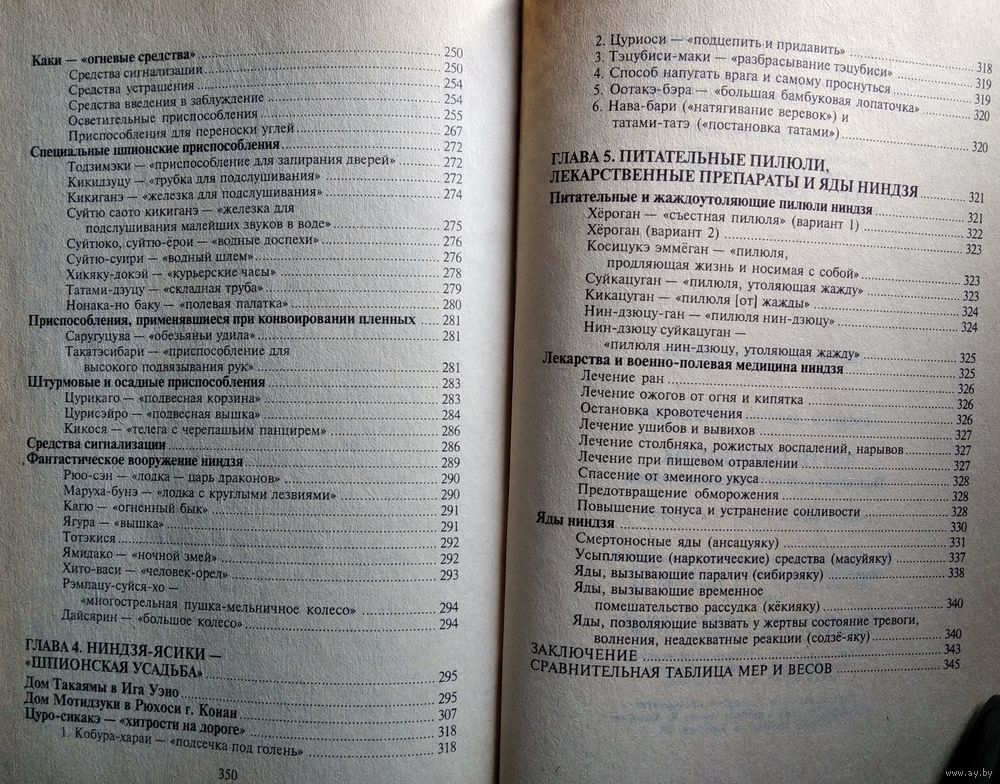 Каки — «огневые средства» 250
Средства сигнализации 250
Средства устрашения 254
Средства введения в заблуждение 254
Осветительные приспособления 255
Приспособления для переноски углей 267
Специальные шпионские приспособления 272
Тодзимэки — «приспособление для запирания дверей» 272
Кикидзуцу — «трубка для подслушивания» 272
Кикиганэ — «железка для подслушивания» 274
Суйтю саото кикиганэ — «железка для
подслушивания малейших звуков в воде» 275
Суйтюко, суйтю-ёрои — «водные доспехи» 276
Суйтю-суири — «водный шлем» 276
Хикяку-докэй — «курьерские часы» 278
Татами-дзуцу — «складная труба» 279
Нонака-но баку — «полевая палатка» 280
Приспособления, применявшиеся при конвоировании пленных 281
Саругуцува — «обезьяньи удила» 281
Такатэсибари — «приспособление для
высокого подвязывания рук» 281
Штурмовые и осадные приспособления 283
Цурикаго — «подвесная корзина» 283
Цурисэйро — «подвесная вышка» 284
Кикося — «телега с черепашьим панцирем» 286
Средства сигнализации 286
Фантастическое вооружение ниндзя 289
Рюо-сэн — «лодка — царь драконов» 290
Маруха-бунэ — «лодка с круглыми лезвиями» 290
Кагю — «огненный бык» 291
Ягура — «вышка» 291
Тотэкися 292
Ямидако — «ночной змей» 292
Хито-васи — «человек-орел» 293
Рэмпацу-суйся-хо —
«многострельная пушка-мельничное колесо» 294
Дайсярин — «большое колесо» 294
ГЛАВА 4. НИНДЗЯ-ЯСИКИ —
«ШПИОНСКАЯ УСАДЬБА» 295
Дом Такаямы в Ига Уэно 295
Дом Мотидзуки в Рюхоси г. Конан 307
Цуро-сикакэ — «хитрости на дороге» 318
1. Кобура-хараи — «подсечка под голень» 318
350
2. Цуриоси — «подцепить и придавить» 318
3. Тэцубиси-маки — «разбрасывание тэцубиси» 319
4. Способ напугать врага и самому проснуться 319
5. Оотакэ-бэра — «большая бамбуковая лопаточка» 320
6. Нава-бари («натягивание веревок») и
татами-татэ («постановка татами») 320
ГЛАВА 5. ПИТАТЕЛЬНЫЕ ПИЛЮЛИ,
ЛЕКАРСТВЕННЫЕ ПРЕПАРАТЫ И ЯДЫ НИНДЗЯ 321
Питательные и жаждоутоляющие пилюли ниндзя 321
Хёроган — «съестная пилюля» (вариант 1) 322
Хёроган (вариант 2) 323
Косицукэ эммёган — «пилюля,
продляющая жизнь и носимая с собой» 323
Суйкацуган — «пилюля, утоляющая жажду» 323
Кикацуган — «пилюля [от] жажды» 324
Нин-дзюцу-ган — «пилюля нин-дзюцу» 324
Нин-дзюцу суйкацуган —
«пилюля нин-дзюцу, утоляющая жажду» 325
Лекарства и военно-полевая медицина ниндзя 325
Лечение ран 326
Лечение ожогов от огня и кипятка 326
Остановка кровотечения 326
Лечение ушибов и вывихов 327
Лечение столбняка, рожистых воспалений, нарывов 327
Лечение при пищевом отравлении 327
Спасение от змеиного укуса 328
Предотвращение обморожения 328
Повышение тонуса и устранение сонливости 328
Яды ниндзя 330
Смертоносные яды (ансацуяку) 331
Усыпляющие (наркотические) средства (масуйяку) 337
Яды, вызывающие паралич (сибирэяку) 338
Яды, вызывающие временное
помешательство рассудка (кёкияку) 340
Яды, позволяющие вызвать у жертвы состояние тревоги,
волнения, неадекватные реакции (содзё-яку) 340
ЗАКЛЮЧЕНИЕ 343
СРАВНИТЕЛЬНАЯ ТАБЛИЦА МЕР И ВЕСОВ 345
www.ay.by